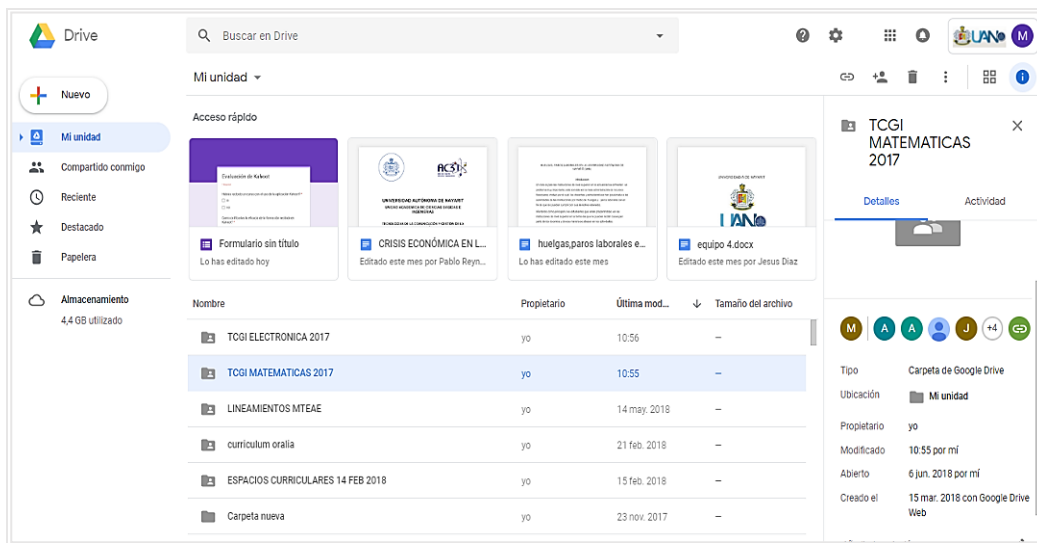 Drive
Buscar en Drive
UAN
M
Mi unidad
Nuevo
Mi unidad
Compartido conmigo
Reciente
Destacado
Papelera
Almacenamiento
4,4 GB utilizado
Acceso rápido
Evaluación de Kahoot
UNIVERSIDAD AUTÓNOMA DE NAYARIT
UNIVERSIDAD DE NAYARIT
UAN
Formulario sin título
Lo has editado hoy
CRISIS ECONÓMICA EN L...
Editado este mes por Pablo Reyn...
huelgas,paros laborales e...
Lo has editado este mes
equipo 4.docx
Editado este mes por Jesus Diaz
Nombre Propietario Última mod... Tamaño del archivo
TCGI ELECTRONICA 2017 yo 10:56 –
TCGI MATEMATICAS 2017 yo 10:55 –
LINEAMIENTOS MTEAE yo 14 may. 2018 –
curriculum oralia yo 21 feb. 2018 –
ESPACIOS CURRICULARES 14 FEB 2018 yo 15 feb. 2018 –
Carpeta nueva yo 23 nov. 2017 –
TCGI
MATEMATICAS
2017
Detalles Actividad
M A A J +4
Tipo Carpeta de Google Drive
Ubicación Mi unidad
Propietario yo
Modificado 10:55 por mí
Abierto 6 jun. 2018 por mí
Creado el 15 mar. 2018 con Google Drive
Web